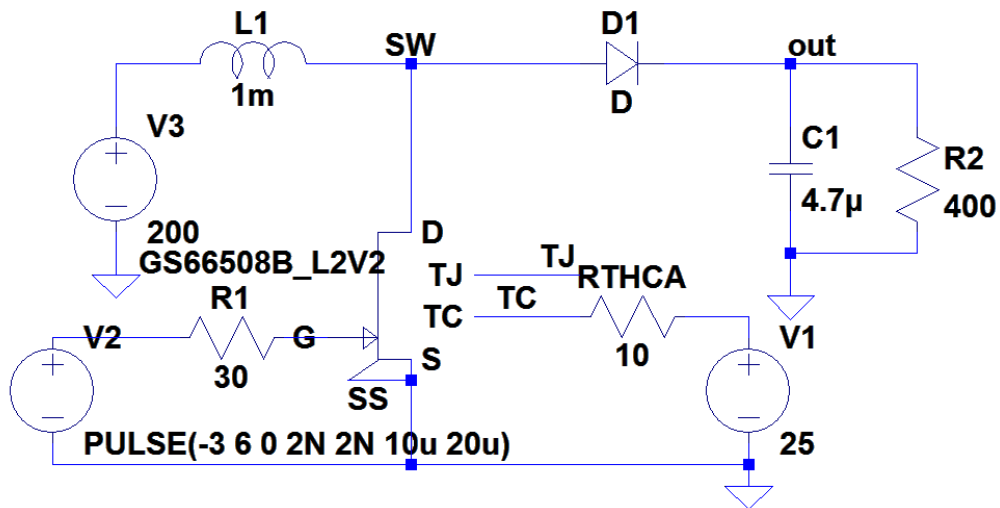 L1
1m
SW
D1
D
out
V3
200
C1
4.7µ
R2
400
GS66508B_L2V2
D
TJ
TJ
RTHCA
10
TC
TC
R1
30
G
S
SS
V2
PULSE(-3 6 0 2N 2N 10u 20u)
V1
25